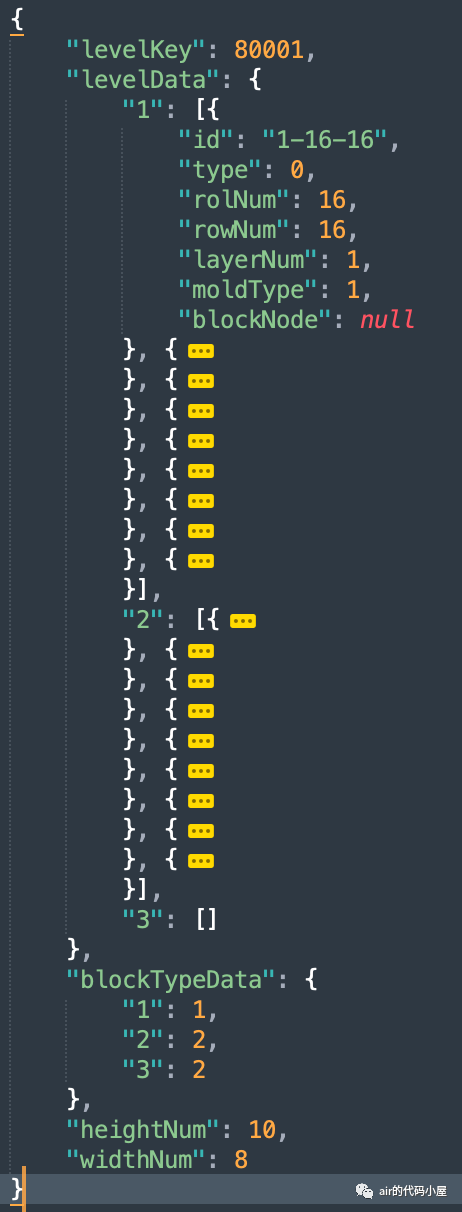 {
"levelKey": 80001,
"levelData": {
"1": [{
"id": "1-16-16",
"type": 0,
"rolNum": 16,
"rowNum": 16,
"layerNum": 1,
"moldType": 1,
"blockNode": null
}, { •••
}, { •••
}, { •••
}, { •••
}, { •••
}, { •••
}, { •••
}, { •••
}],
"2": [{ •••
}, { •••
}, { •••
}, { •••
}, { •••
}, { •••
}, { •••
}, { •••
}, { •••
}],
"3": []
},
"blockTypeData": {
"1": 1,
"2": 2,
"3": 2
},
"heightNum": 10,
"widthNum": 8
}
air的代码小屋